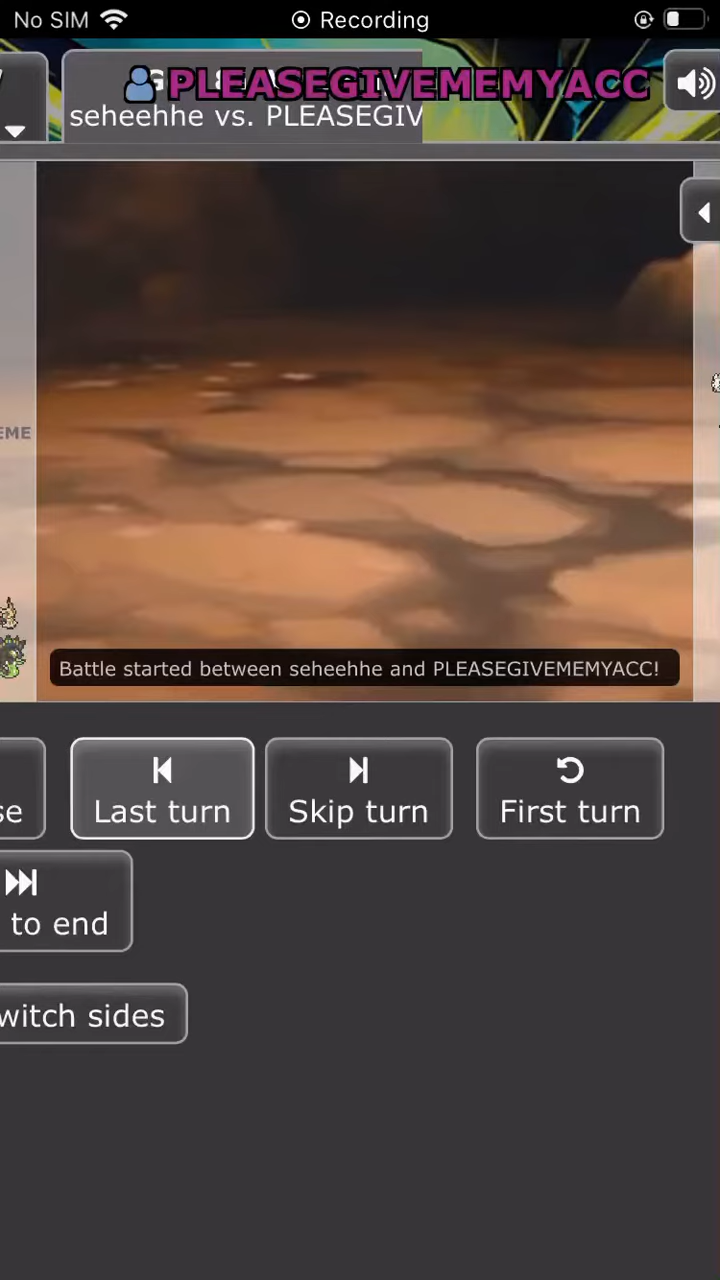 No SIM
Recording
PLEASEGIVEMEMYACC
seheehhe vs. PLEASEGIV
EME
Battle started between seheehhe and PLEASEGIVEMEMYACC!
se
Last turn
Skip turn
First turn
to end
witch sides